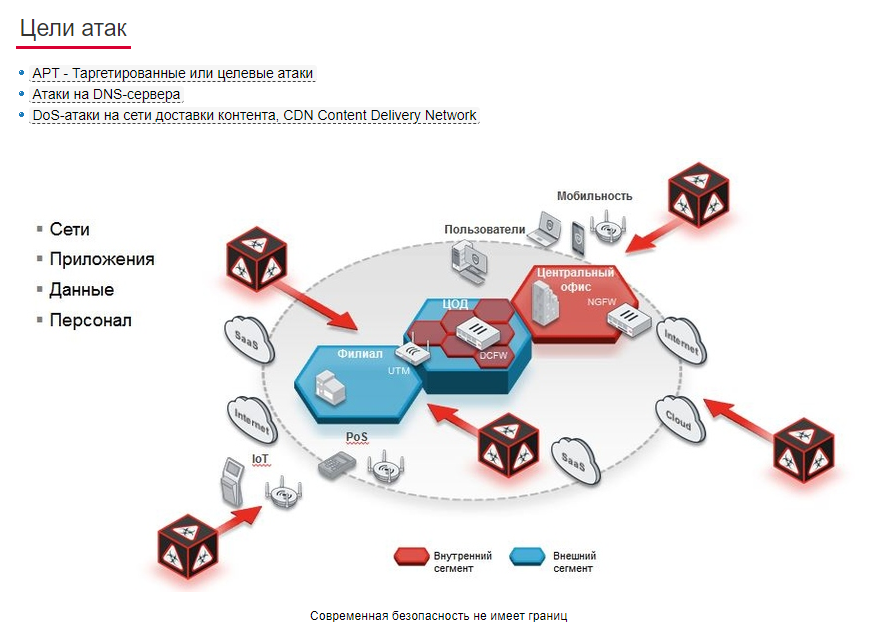 Цели атак
APT - Таргетированные или целевые атаки
Атаки на DNS-сервера
DoS-атаки на сети доставки контента, CDN Content Delivery Network
Сети
Приложения
Данные
Персонал
Мобильность
Пользователи
Центральный
офис
NGFW
ЦОД
DCFW
Филиал
UTM
SaaS
Internet
Internet
Cloud
SaaS
PoS
IoT
Внутренний
сегмент
Внешний
сегмент
Современная безопасность не имеет границ